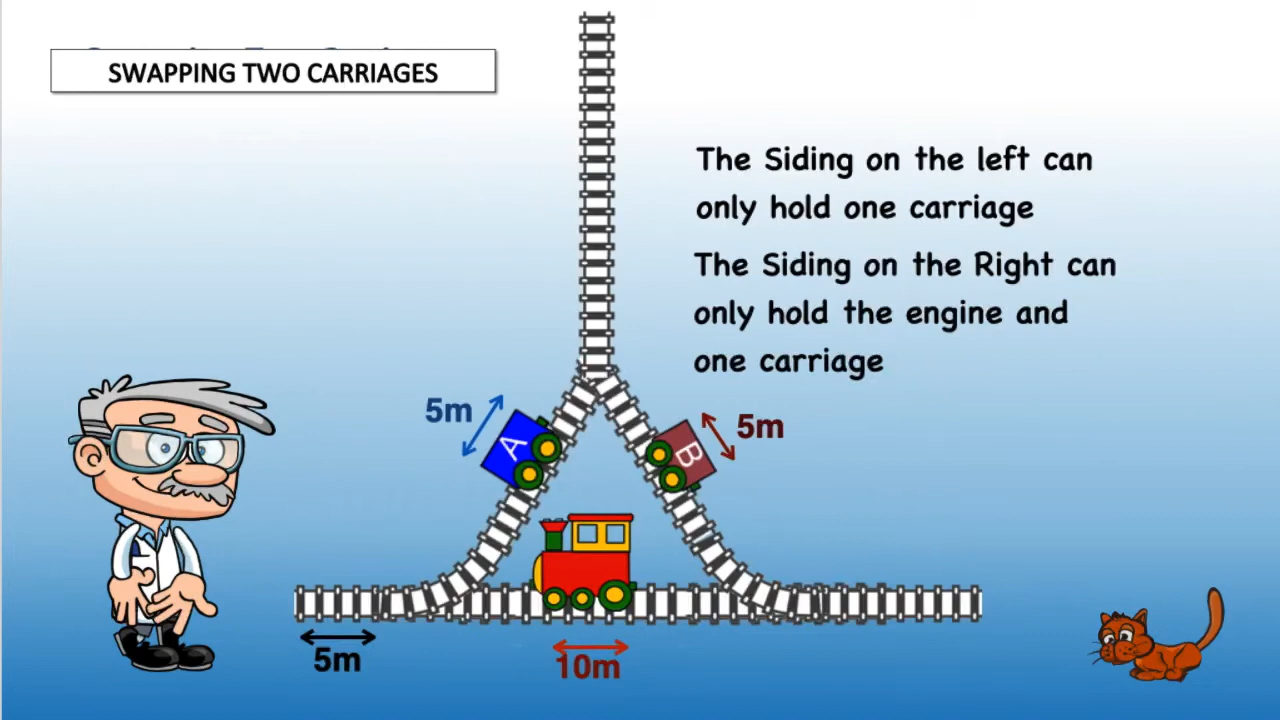 SWAPPING TWO CARRIAGES
The Siding on the left can
only hold one carriage
The Siding on the Right can
only hold the engine and
one carriage
5m
A
B
5m
5m
10m